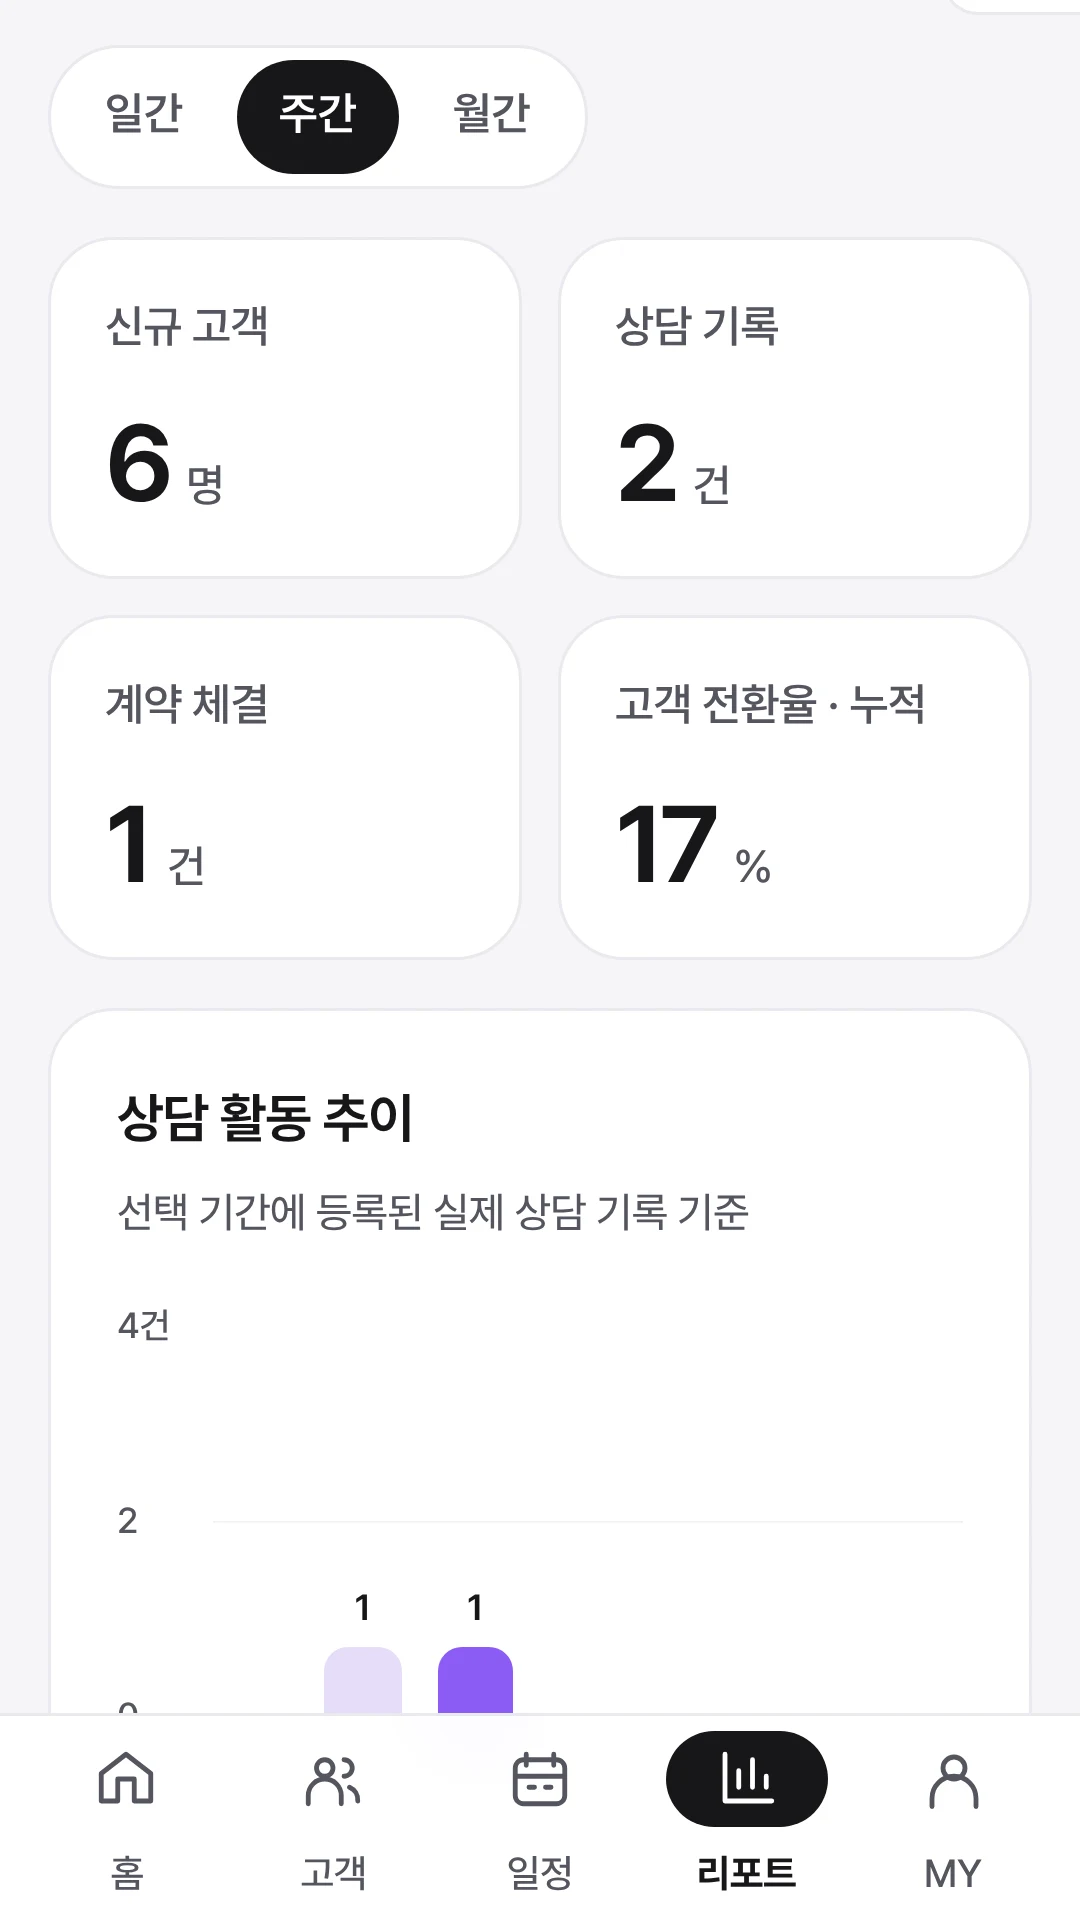 일간 주간 월간
신규 고객 상담 기록
6 명 2 건
계약 체결 고객 전환율 · 누적
1 건 17 %
상담 활동 추이
선택 기간에 등록된 실제 상담 기록 기준
4건
2
1 1
0
홈 고객 일정 리포트 MY